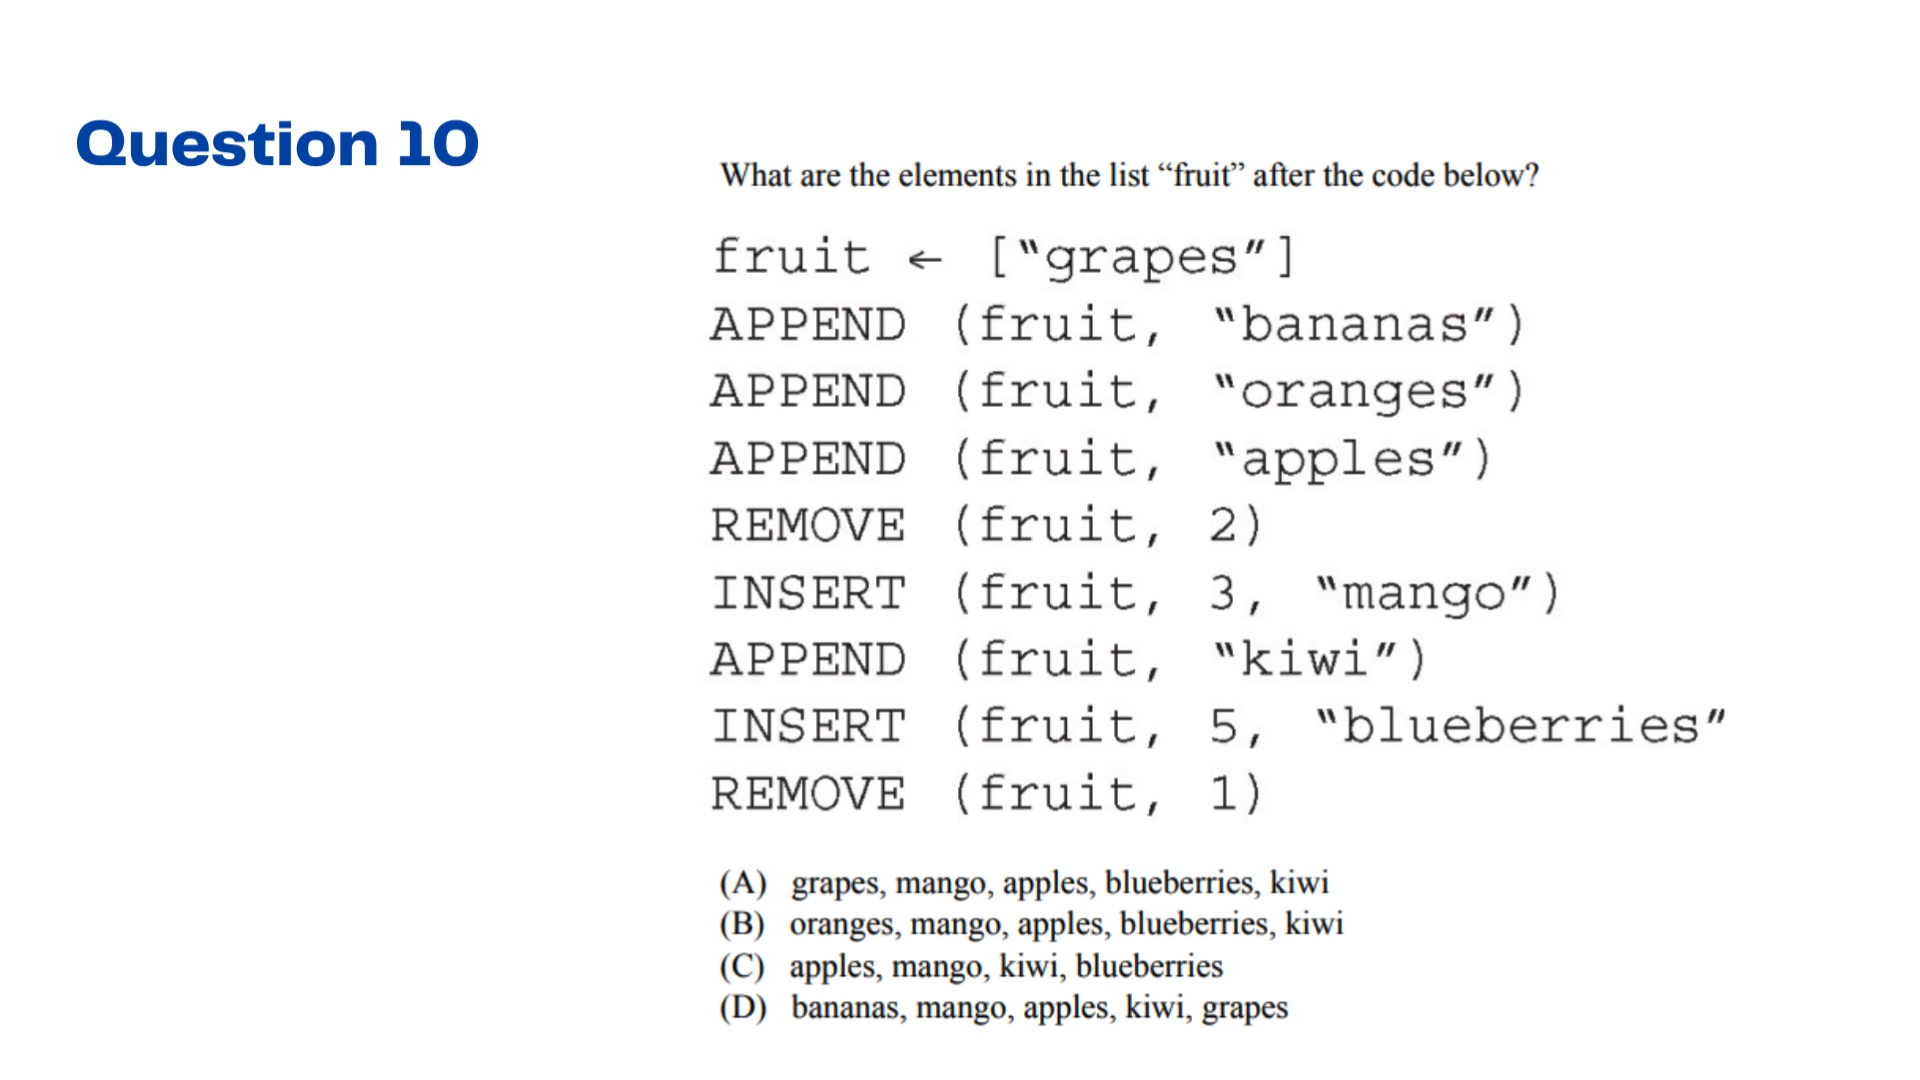 Question 10
What are the elements in the list “fruit” after the code below?
fruit ← [“grapes”]
APPEND (fruit, “bananas”)
APPEND (fruit, “oranges”)
APPEND (fruit, “apples”)
REMOVE (fruit, 2)
INSERT (fruit, 3, “mango”)
APPEND (fruit, “kiwi”)
INSERT (fruit, 5, “blueberries”
REMOVE (fruit, 1)
(A) grapes, mango, apples, blueberries, kiwi
(B) oranges, mango, apples, blueberries, kiwi
(C) apples, mango, kiwi, blueberries
(D) bananas, mango, apples, kiwi, grapes